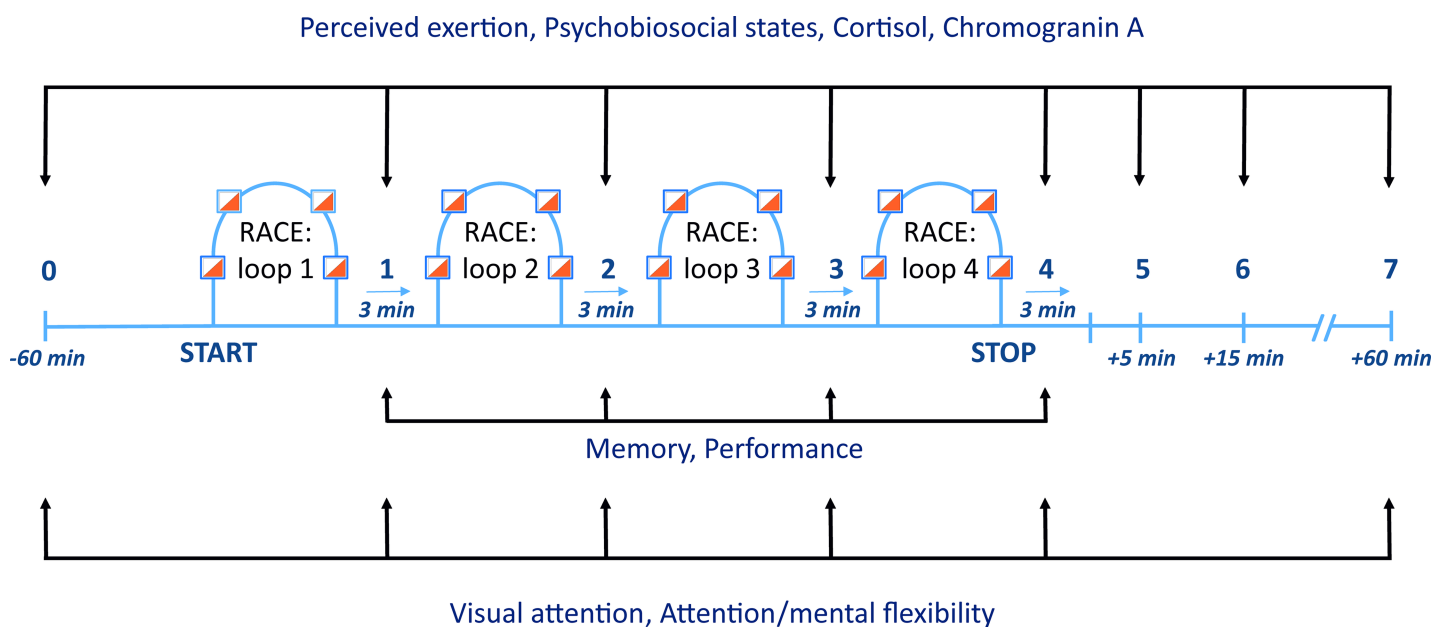 Perceived exertion, Psychobiosocial states, Cortisol, Chromogranin A
RACE:
loop 1
RACE:
loop 2
RACE:
loop 3
RACE:
loop 4
0
1
2
3
4
5
6
7
3 min
3 min
3 min
3 min
-60 min
START
STOP
+5 min
+15 min
+60 min
Memory, Performance
Visual attention, Attention/mental flexibility